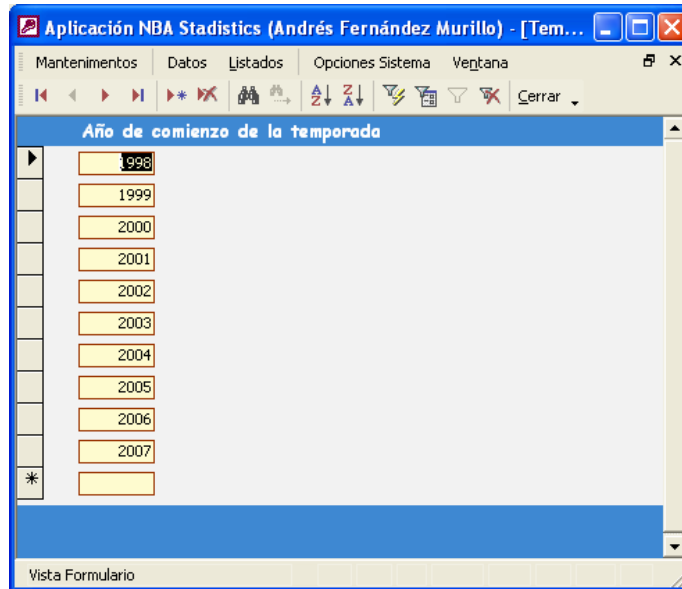 Aplicación NBA Stadistics (Andrés Fernández Murillo) - [Tem...
Mantenimentos Datos Listados Opciones Sistema Ventana
Cerrar
Año de comienzo de la temporada
1998
1999
2000
2001
2002
2003
2004
2005
2006
2007
Vista Formulario